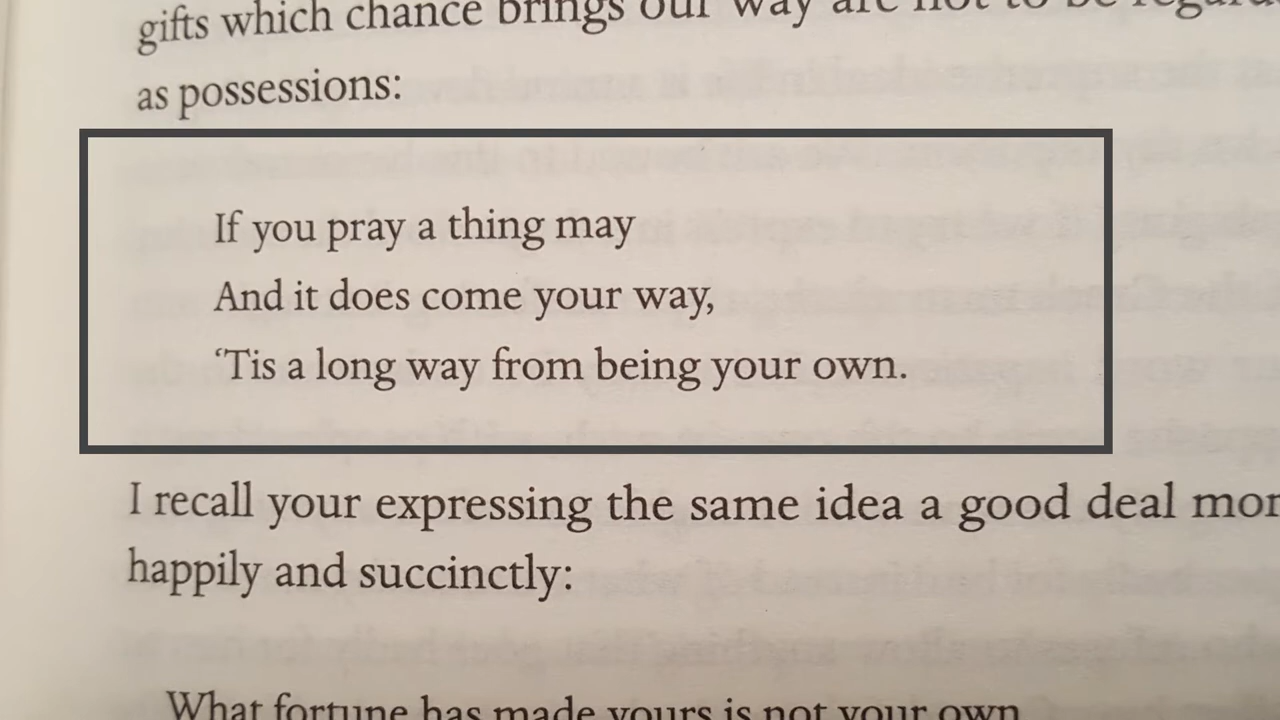 gifts which chance brings our way are not to be
as possessions:
If you pray a thing may
And it does come your way,
‘Tis a long way from being your own.
I recall your expressing the same idea a good deal
happily and succinctly:
What fortune has made yours is not your own